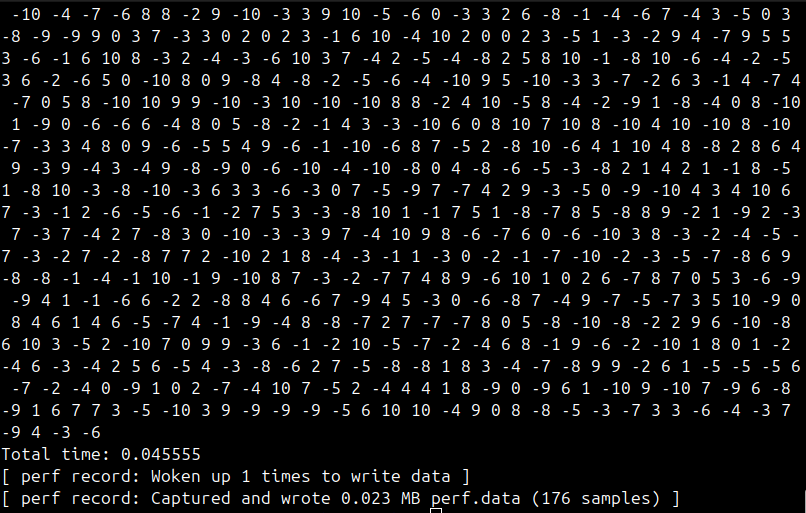 -10 -4 -7 -6 8 8 -2 9 -10 -3 3 9 10 -5 -6 0 -3 3 2 6 -8 -1 -4 -6 7 -4 3 -5 0 3
-8 -9 -9 9 0 3 7 -3 3 0 2 0 2 3 -1 6 10 -4 10 2 0 0 2 3 -5 1 -3 -2 9 4 -7 9 5 5
3 -6 -1 6 10 8 -3 2 -4 -3 -6 10 3 7 -4 2 -5 -4 -8 2 5 8 10 -1 -8 10 -6 -4 -2 -5
3 6 -2 -6 5 0 -10 8 0 9 -8 4 -8 -2 -5 -6 -4 -10 9 5 -10 -3 3 -7 -2 6 3 -1 4 -7 4
-7 0 5 8 -10 10 9 9 -10 -3 10 -10 -10 8 8 -2 4 10 -5 8 -4 -2 -9 1 -8 -4 0 8 -10
1 -9 0 -6 -6 6 -4 8 0 5 -8 -2 -1 4 3 -3 -10 6 0 8 10 7 10 8 -10 4 10 -10 8 -10
-7 -3 3 4 8 0 9 -6 -5 5 4 9 -6 -1 -10 -6 8 7 -5 2 -8 10 -6 4 1 10 4 8 -8 2 8 6 4
9 -3 9 -4 3 -4 9 -8 -9 0 -6 -10 -4 -10 -8 0 4 -8 -6 -5 -3 -8 2 1 4 2 1 -1 8 -5
1 -8 10 -3 -8 -10 -3 6 3 3 -6 -3 0 7 -5 -9 7 -7 4 2 9 -3 -5 0 -9 -10 4 3 4 10 6
7 -3 -1 2 -6 -5 -6 -1 -2 7 5 3 -3 -8 10 1 -1 7 5 1 -8 -7 8 5 -8 8 9 -2 1 -9 2 -3
7 -3 7 -4 2 7 -8 3 0 -10 -3 -3 9 7 -4 10 9 8 -6 -7 6 0 -6 -10 3 8 -3 -2 -4 -5 -
7 -3 -2 7 -2 -8 7 7 2 -10 2 1 8 -4 -3 -1 1 -3 0 -2 -1 -7 -10 -2 -3 -5 -7 -8 6 9
-8 -8 -1 -4 -1 10 -1 9 -10 8 7 -3 -2 -7 7 4 8 9 -6 10 1 0 2 6 -7 8 7 0 5 3 -6 -9
-9 4 1 -1 -6 6 -2 2 -8 8 4 6 -6 7 -9 4 5 -3 0 -6 -8 7 -4 9 -7 -5 -7 3 5 10 -9 0
8 4 6 1 4 6 -5 -7 4 -1 -9 -4 8 -8 -7 2 7 -7 -7 8 0 5 -8 -10 -8 -2 2 9 6 -10 -8
6 10 3 -5 2 -10 7 0 9 9 -3 6 -1 -2 10 -5 -7 -2 -4 6 8 -1 9 -6 -2 -10 1 8 0 1 -2
-4 6 -3 -4 2 5 6 -5 4 -3 -8 -6 2 7 -5 -8 -8 1 8 3 -4 -7 -8 9 9 -2 6 1 -5 -5 -5 6
-7 -2 -4 0 -9 1 0 2 -7 -4 10 7 -5 2 -4 4 4 1 8 -9 0 -9 6 1 -10 9 -10 7 -9 6 -8
-9 1 6 7 7 3 -5 -10 3 9 -9 -9 -9 -5 6 10 10 -4 9 0 8 -8 -5 -3 -7 3 3 -6 -4 -3 7
-9 4 -3 -6
Total time: 0.045555
[ perf record: Woken up 1 times to write data ]
[ perf record: Captured and wrote 0.023 MB perf.data (176 samples) ]